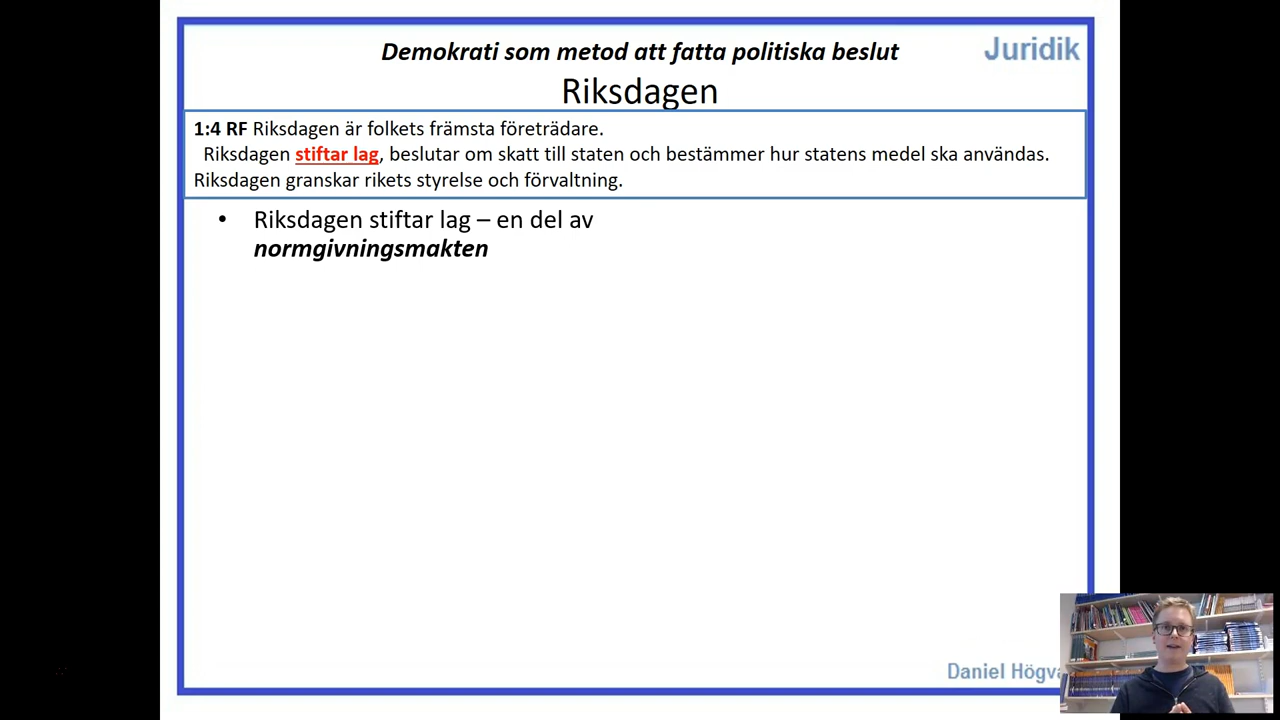 Demokrati som metod att fatta politiska beslut
Juridik
Riksdagen
1:4 RF Riksdagen är folkets främsta företrädare.
Riksdagen stiftar lag, beslutar om skatt till staten och bestämmer hur statens medel ska användas.
Riksdagen granskar rikets styrelse och förvaltning.
• Riksdagen stiftar lag – en del av
normgivningsmakten
Daniel